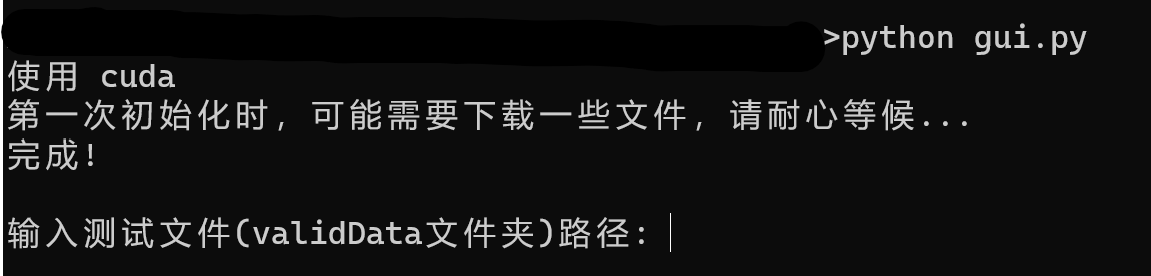 >python gui.py
使用 cuda
第一次初始化时，可能需要下载一些文件，请耐心等候...
完成!
输入测试文件(validData文件夹)路径: